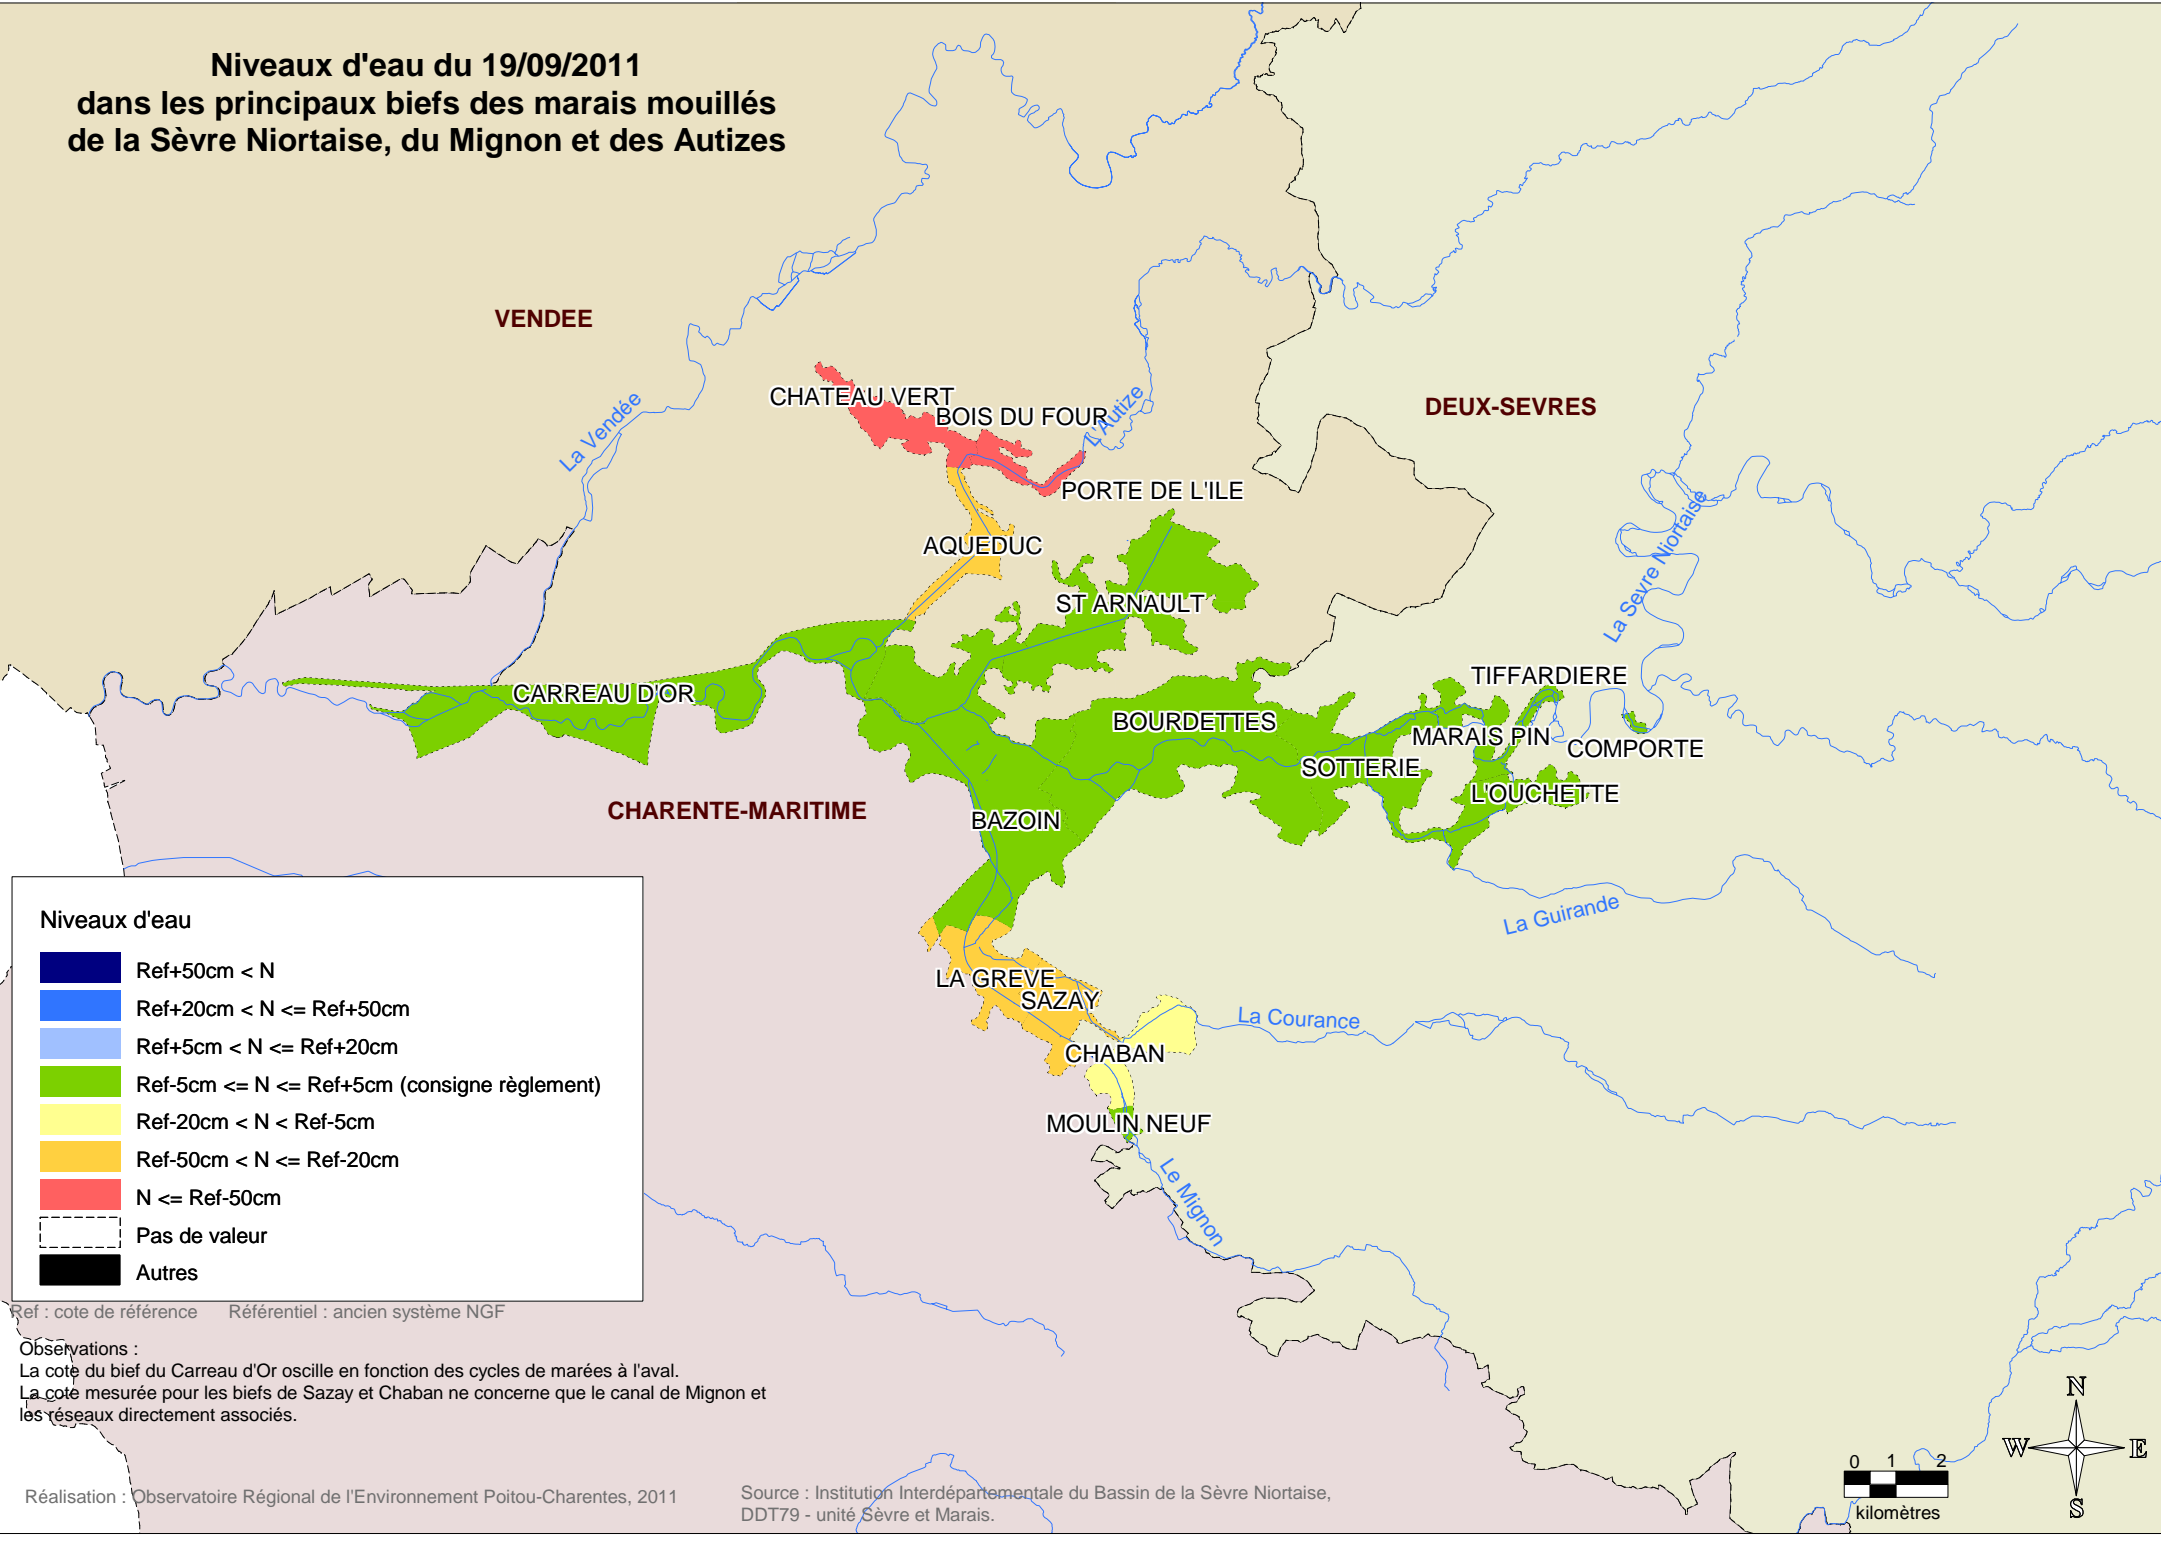 Niveaux d'eau du 19/09/2011
dans les principaux biefs des marais mouillés
de la Sèvre Niortaise, du Mignon et des Autizes
VENDEE
La Vendée
CHATEAU VERT
BOIS DU FOUR
L'Autize
DEUX-SEVRES
PORTE DE L'ILE
AQUEDUC
ST ARNAULT
La Sevre Niortaise
TIFFARDIERE
CARREAU D'OR
BOURDETTES
MARAIS PIN
COMPORTE
SOTTERIE
L'OUCHETTE
CHARENTE-MARITIME
BAZOIN
La Guirande
LA GREVE
SAZAY
La Courance
CHABAN
MOULIN NEUF
Le Mignon
Niveaux d'eau
Ref+50cm < N
Ref+20cm < N <= Ref+50cm
Ref+5cm < N <= Ref+20cm
Ref-5cm <= N <= Ref+5cm (consigne règlement)
Ref-20cm < N < Ref-5cm
Ref-50cm < N <= Ref-20cm
N <= Ref-50cm
Pas de valeur
Autres
Ref : cote de référence Référentiel : ancien système NGF
Observations :
La cote du bief du Carreau d'Or oscille en fonction des cycles de marées à l'aval.
La cote mesurée pour les biefs de Sazay et Chaban ne concerne que le canal de Mignon et
les réseaux directement associés.
Réalisation : Observatoire Régional de l'Environnement Poitou-Charentes, 2011
Source : Institution Interdépartementale du Bassin de la Sèvre Niortaise,
DDT79 - unité Sèvre et Marais.
0 1 2
kilomètres
N
W E
S